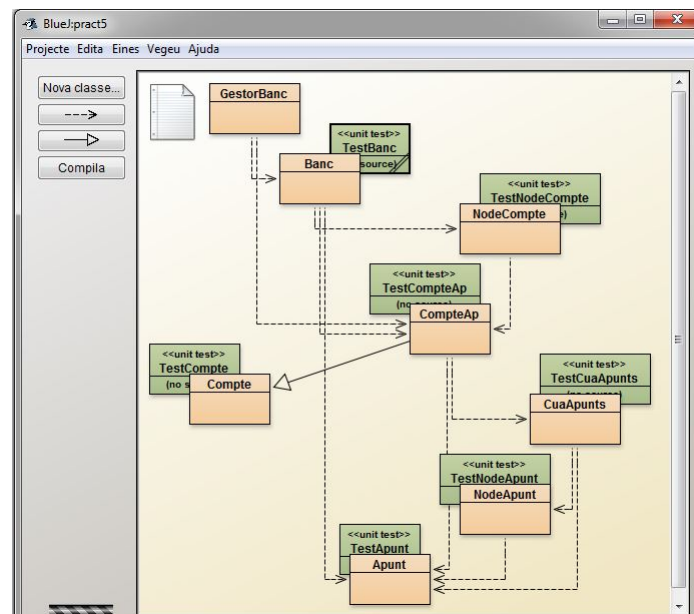 BlueJ:pract5
Projecte Edita Eines Vegeu Ajuda
Nova classe...
Compila
GestorBanc
<<unit test>>
TestBanc
source)
Banc
<<unit test>>
TestNodeCompte
NodeCompte
<<unit test>>
TestCompteAp
(no source)
CompteAp
<<unit test>>
TestCompte
(no s
Compte
<<unit test>>
TestCuaApunts
CuaApunts
<<unit test>>
TestNodeApunt
NodeApunt
<<unit test>>
TestApunt
Apunt